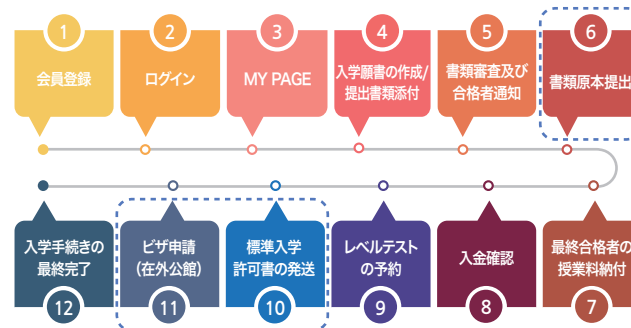 1
会員登録
2
ログイン
3
MY PAGE
4
入学願書の作成/
提出書類添付
5
書類審査及び
合格者通知
6
書類原本提出
最終合格者の
授業料納付
7
入金確認
8
レベルテスト
の予約
9
標準入学
許可書の発送
10
ビザ申請
(在外公館)
11
入学手続きの
最終完了
12